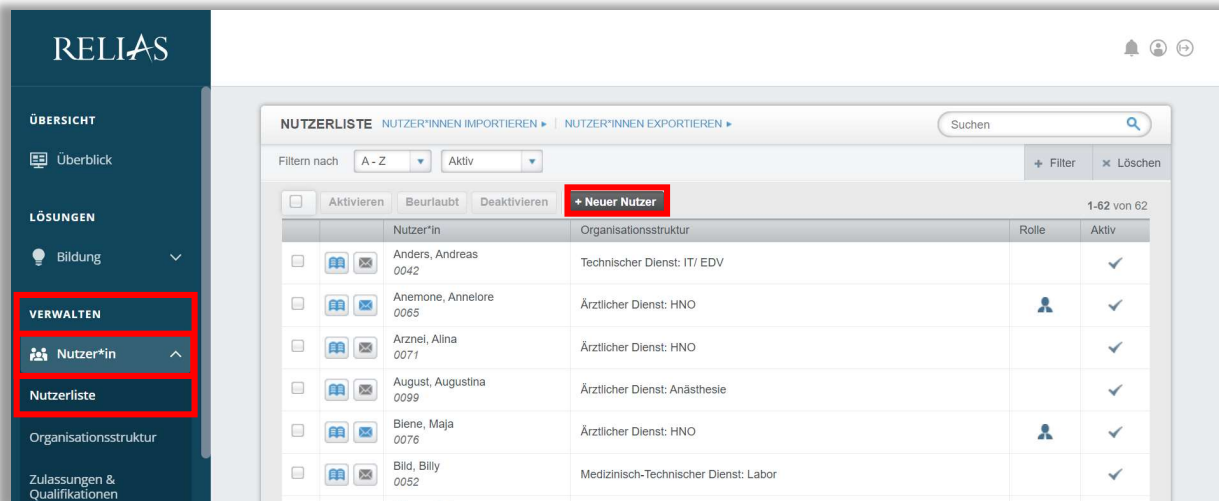 RELIAS
ÜBERSICHT
Überblick
LÖSUNGEN
Bildung
VERWALTEN
Nutzer*in
Nutzerliste
Organisationsstruktur
Zulassungen &
Qualifikationen
NUTZERLISTE NUTZER*INNEN IMPORTIEREN NUTZER*INNEN EXPORTIEREN Suchen
Filtern nach A - Z Aktiv + Filter × Löschen
Aktivieren Beurlaubt Deaktivieren + Neuer Nutzer 1-62 von 62
Nutzer*in Organisationsstruktur Rolle Aktiv
Anders, Andreas
0042
Technischer Dienst: IT/ EDV
Anemone, Annelore
0065
Ärztlicher Dienst: HNO
Arznei, Alina
0071
Ärztlicher Dienst: HNO
August, Augustina
0099
Ärztlicher Dienst: Anästhesie
Biene, Maja
0076
Ärztlicher Dienst: HNO
Bild, Billy
0052
Medizinisch-Technischer Dienst: Labor